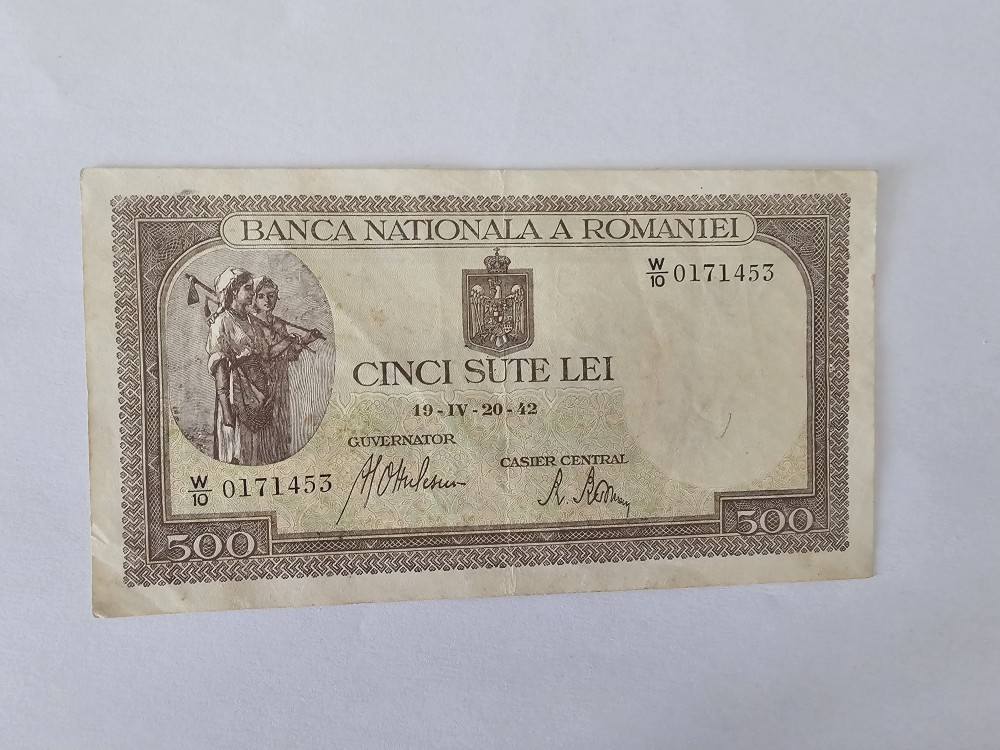 BANCA NATIONALA A ROMANIEI
W/10 0171453
CINCI SUTE LEI
19-IV-20-42
GUVERNATOR
CASIER CENTRAL
W/10 0171453
500
500